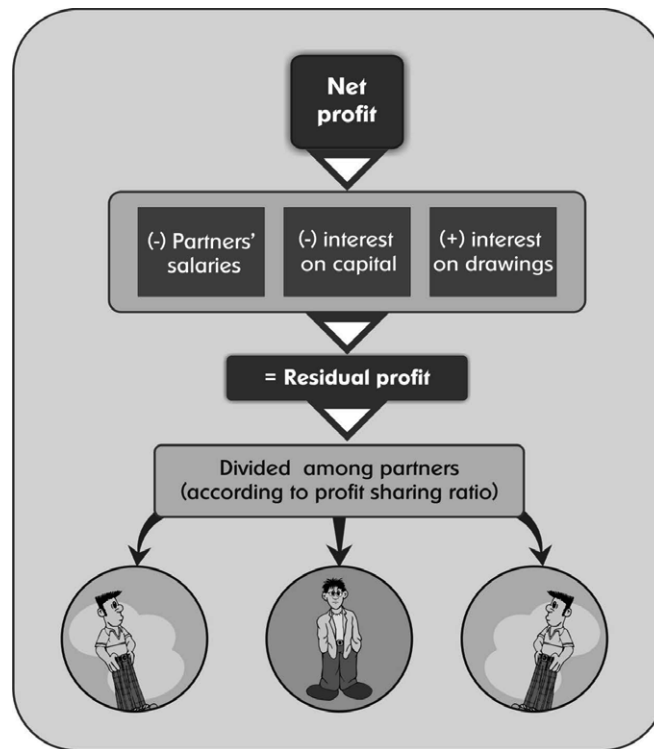 Net
profit
(-) Partners'
salaries
(-) interest
on capital
(+) interest
on drawings
= Residual profit
Divided among partners
(according to profit sharing ratio)